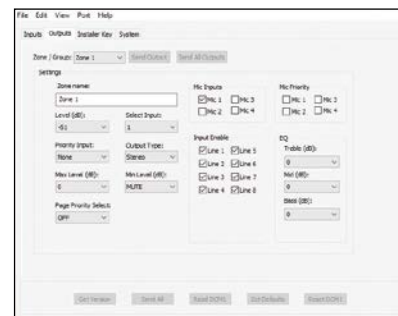 File Edit View Port Help
Inputs Outputs Installer Key System
Zone / Group: Zone 1 Send Output Send All Outputs
Settings
Zone name:
Zone 1
Level (dB): Select Input:
-51 1
Priority Input: Output Type:
None Stereo
Max Level (dB): Min Level (dB):
0 MUTE
Page Priority Select:
OFF
Mic Inputs
Mic 1 Mic 3
Mic 2 Mic 4
Input Enable
Line 1 Line 5
Line 2 Line 6
Line 3 Line 7
Line 4 Line 8
Mic Priority
Mic 1 Mic 3
Mic 2 Mic 4
EQ
Treble (dB):
0
Mid (dB):
0
Bass (dB):
0
Get Version Send All Read DCM1 Set Defaults Reset DCM1